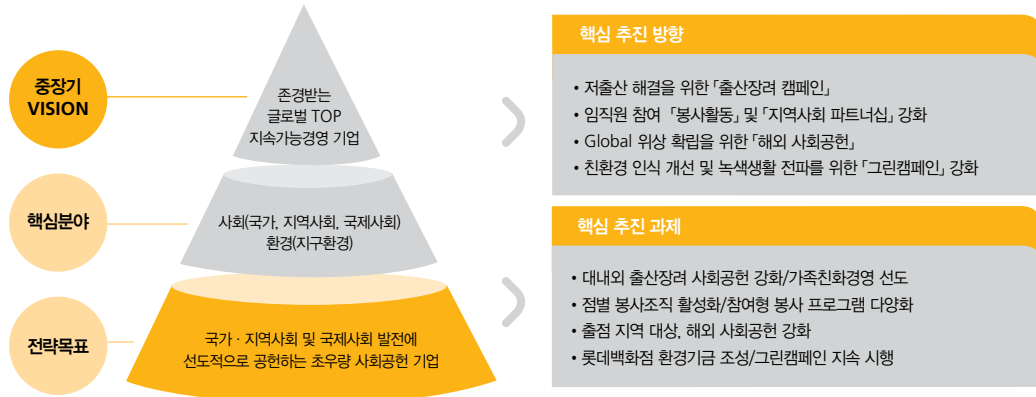 중장기
VISION
존경받는
글로벌 TOP
지속가능경영 기업
핵심분야
사회(국가, 지역사회, 국제사회)
환경(지구환경)
전략목표
국가 · 지역사회 및 국제사회 발전에
선도적으로 공헌하는 초우량 사회공헌 기업
핵심 추진 방향
• 저출산 해결을 위한 「출산장려 캠페인」
• 임직원 참여 「봉사활동」 및 「지역사회 파트너십」 강화
• Global 위상 확립을 위한 「해외 사회공헌」
• 친환경 인식 개선 및 녹색생활 전파를 위한 「그린캠페인」 강화
핵심 추진 과제
• 대내외 출산장려 사회공헌 강화/가족친화경영 선도
• 점별 봉사조직 활성화/참여형 봉사 프로그램 다양화
• 출점 지역 대상, 해외 사회공헌 강화
• 롯데백화점 환경기금 조성/그린캠페인 지속 시행